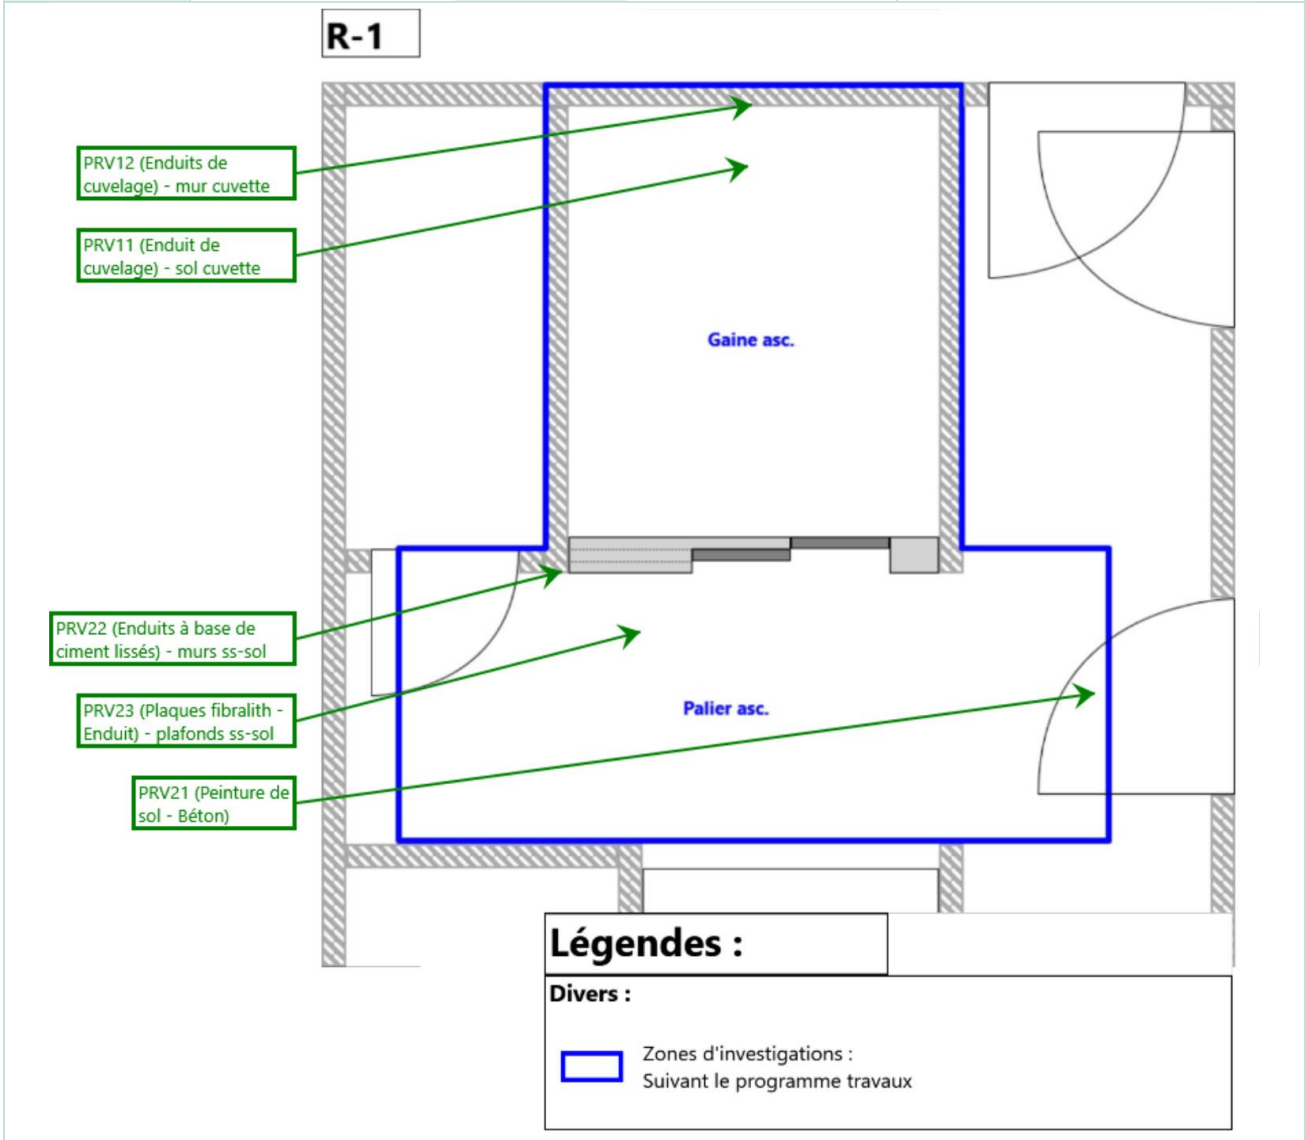 R-1
PRV12 (Enduits de
cuvelage) - mur cuvette
PRV11 (Enduit de
cuvelage) - sol cuvette
Gaine asc.
PRV22 (Enduits à base de
ciment lissés) - murs ss-sol
PRV23 (Plaques fibralith -
Enduit) - plafonds ss-sol
Palier asc.
PRV21 (Peinture de
sol - Béton)
Légendes :
Divers :
Zones d'investigations :
Suivant le programme travaux